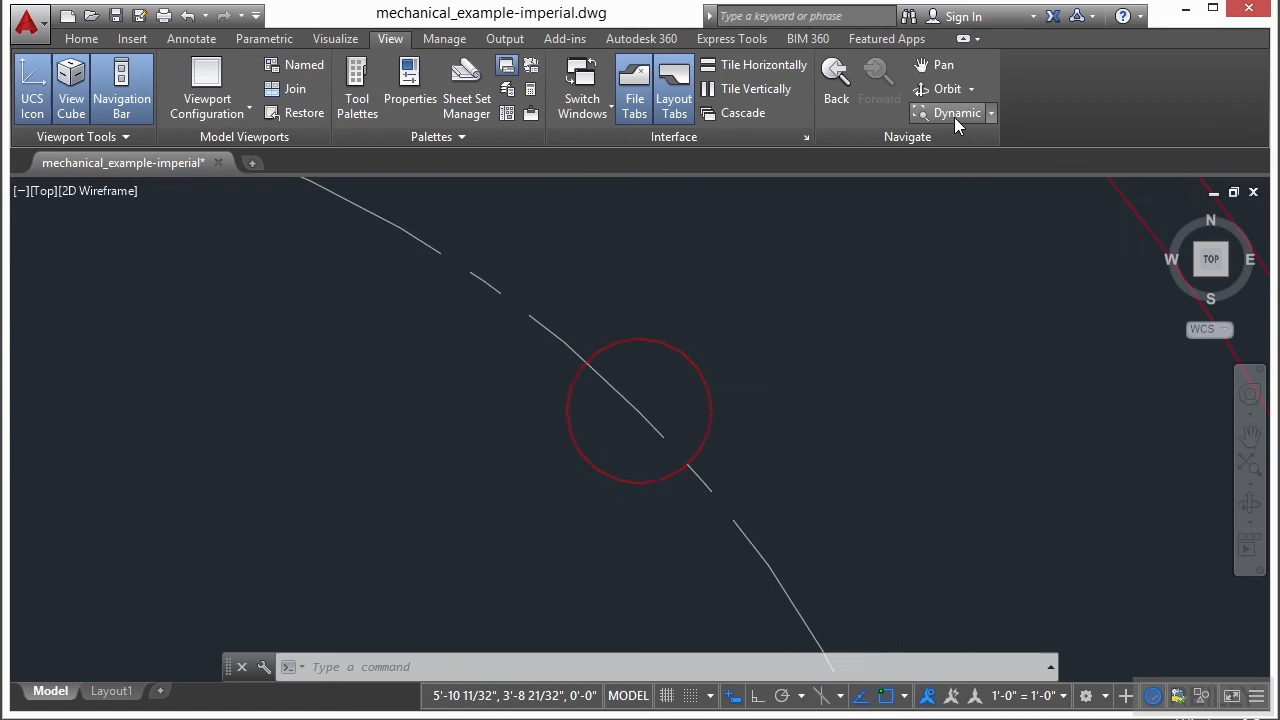 mechanical_example-imperial.dwg
Type a keyword or phrase
Sign In
Home Insert Annotate Parametric Visualize View Manage Output Add-ins Autodesk 360 Express Tools BIM 360 Featured Apps
UCS Icon
View Cube
Navigation Bar
Viewport Configuration
Named
Join
Restore
Tool Palettes
Properties
Sheet Set Manager
Switch Windows
File Tabs
Layout Tabs
Tile Horizontally
Tile Vertically
Cascade
Back
Forward
Pan
Orbit
Dynamic
Viewport Tools
Model Viewports
Palettes
Interface
Navigate
mechanical_example-imperial*
[−][Top][2D Wireframe]
N
W TOP E
S
WCS
Type a command
Model Layout1
5'-10 11/32", 3'-8 21/32", 0'-0" MODEL 1'-0" = 1'-0"